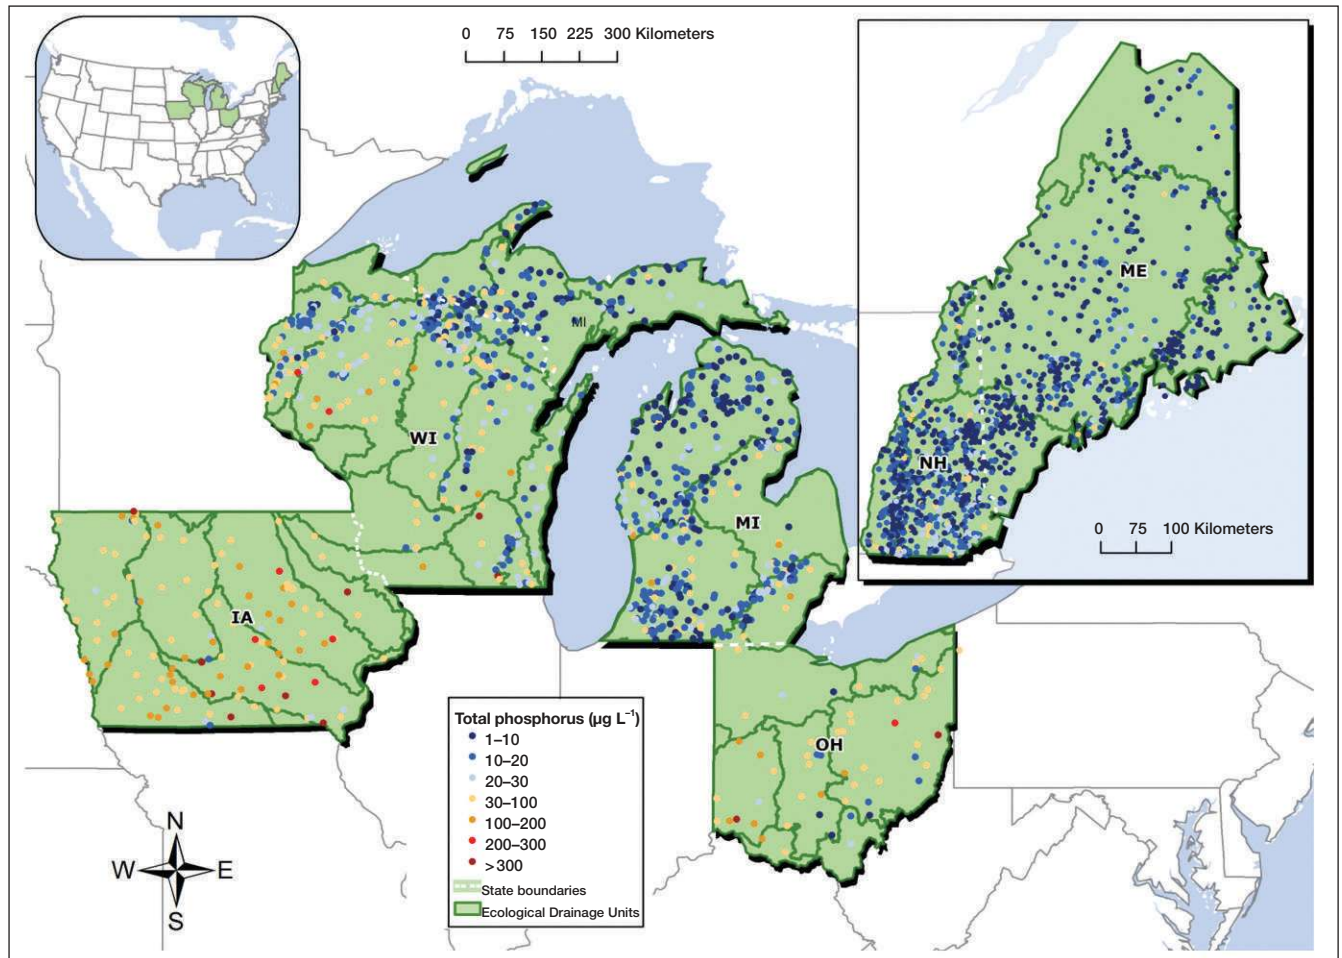 0 75 150 225 300 Kilometers
ME
MI
WI
NH
MI
0 75 100 Kilometers
IA
OH
Total phosphorus (µg L⁻¹)
1–10
10–20
20–30
30–100
100–200
200–300
>300
State boundaries
Ecological Drainage Units
N
W E
S